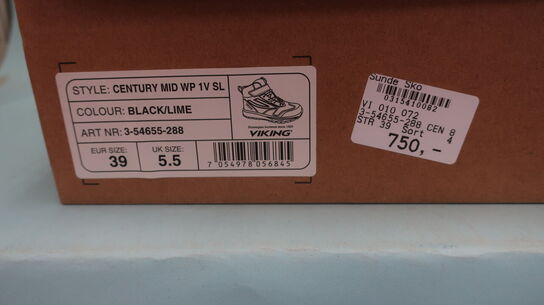 STYLE: CENTURY MID WP 1V SL
COLOUR: BLACK/LIME
ART NR: 3-54655-288
EUR SIZE:
39
UK SIZE:
5.5
VIKING
7 054978 056845
Sunde Sko
0315410082
VI 010 072
3-54655-288 CEN 8
STR 39 Sort 4
750,-